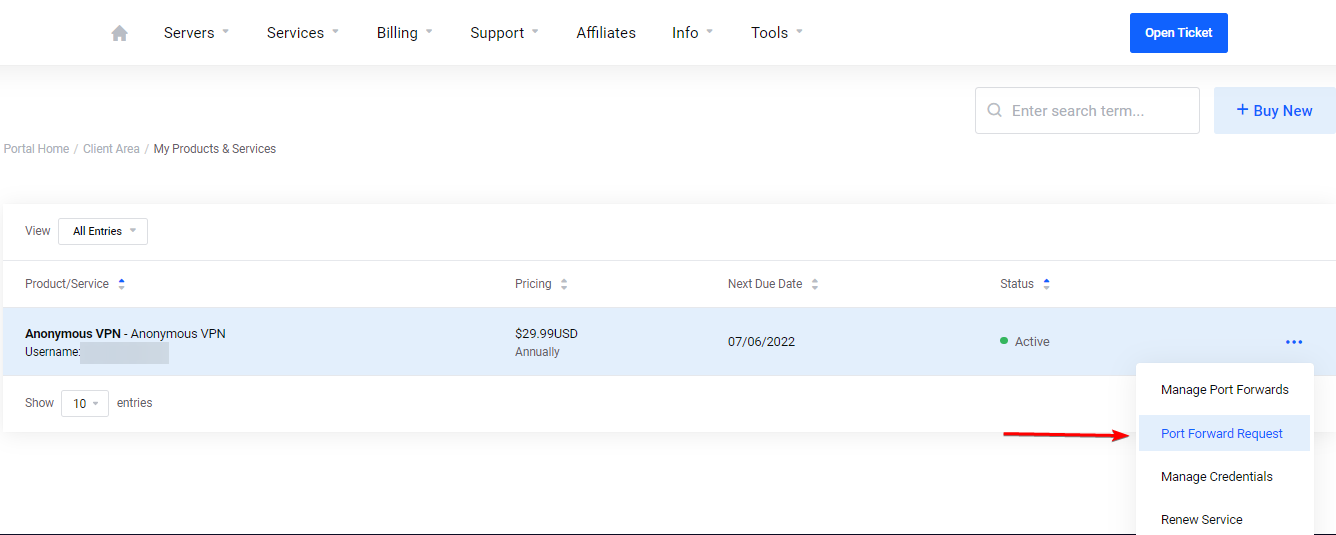 Servers Services Billing Support Affiliates Info Tools Open Ticket
Enter search term... + Buy New
Portal Home / Client Area / My Products & Services
View All Entries
Product/Service Pricing Next Due Date Status
Anonymous VPN - Anonymous VPN $29.99USD
Username: Annually 07/06/2022 Active
Manage Port Forwards
Show 10 entries
Port Forward Request
Manage Credentials
Renew Service